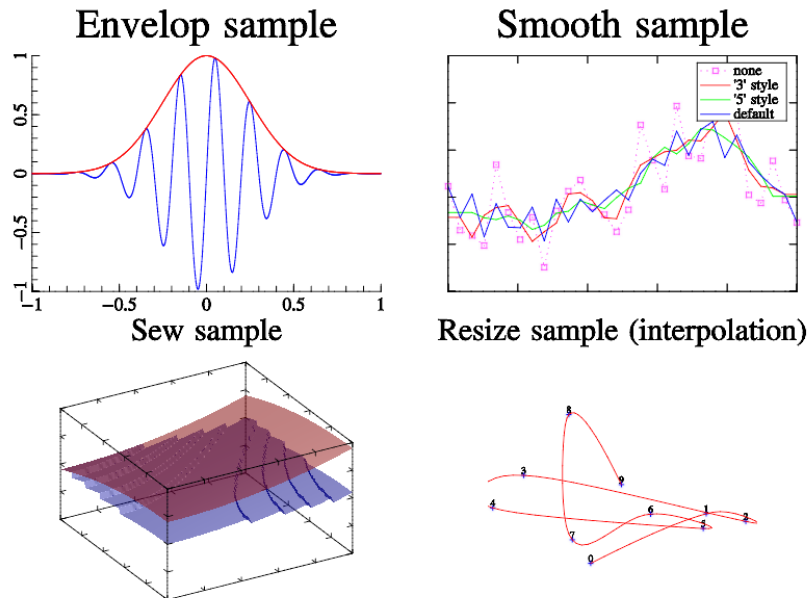 Envelop sample
1
0.5
0
−0.5
−1
−1
−0.5
0
0.5
1
Smooth sample
none
'3' style
'5' style
default
Sew sample
Resize sample (interpolation)
8
3
9
4
6
1
2
5
7
0